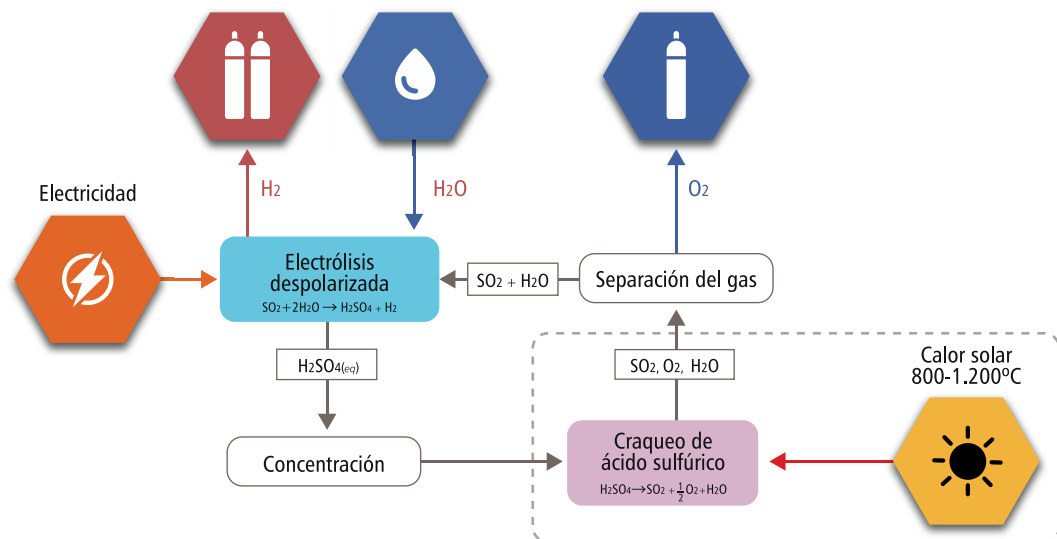 H2
H2O
O2
Electricidad
Electrólisis
despolarizada
SO2+2H2O → H2SO4 + H2
SO2 + H2O
Separación del gas
H2SO4(eq)
SO2, O2, H2O
Calor solar
800-1.200ºC
Concentración
Craqueo de
ácido sulfúrico
H2SO4→SO2 + 1/2 O2+H2O